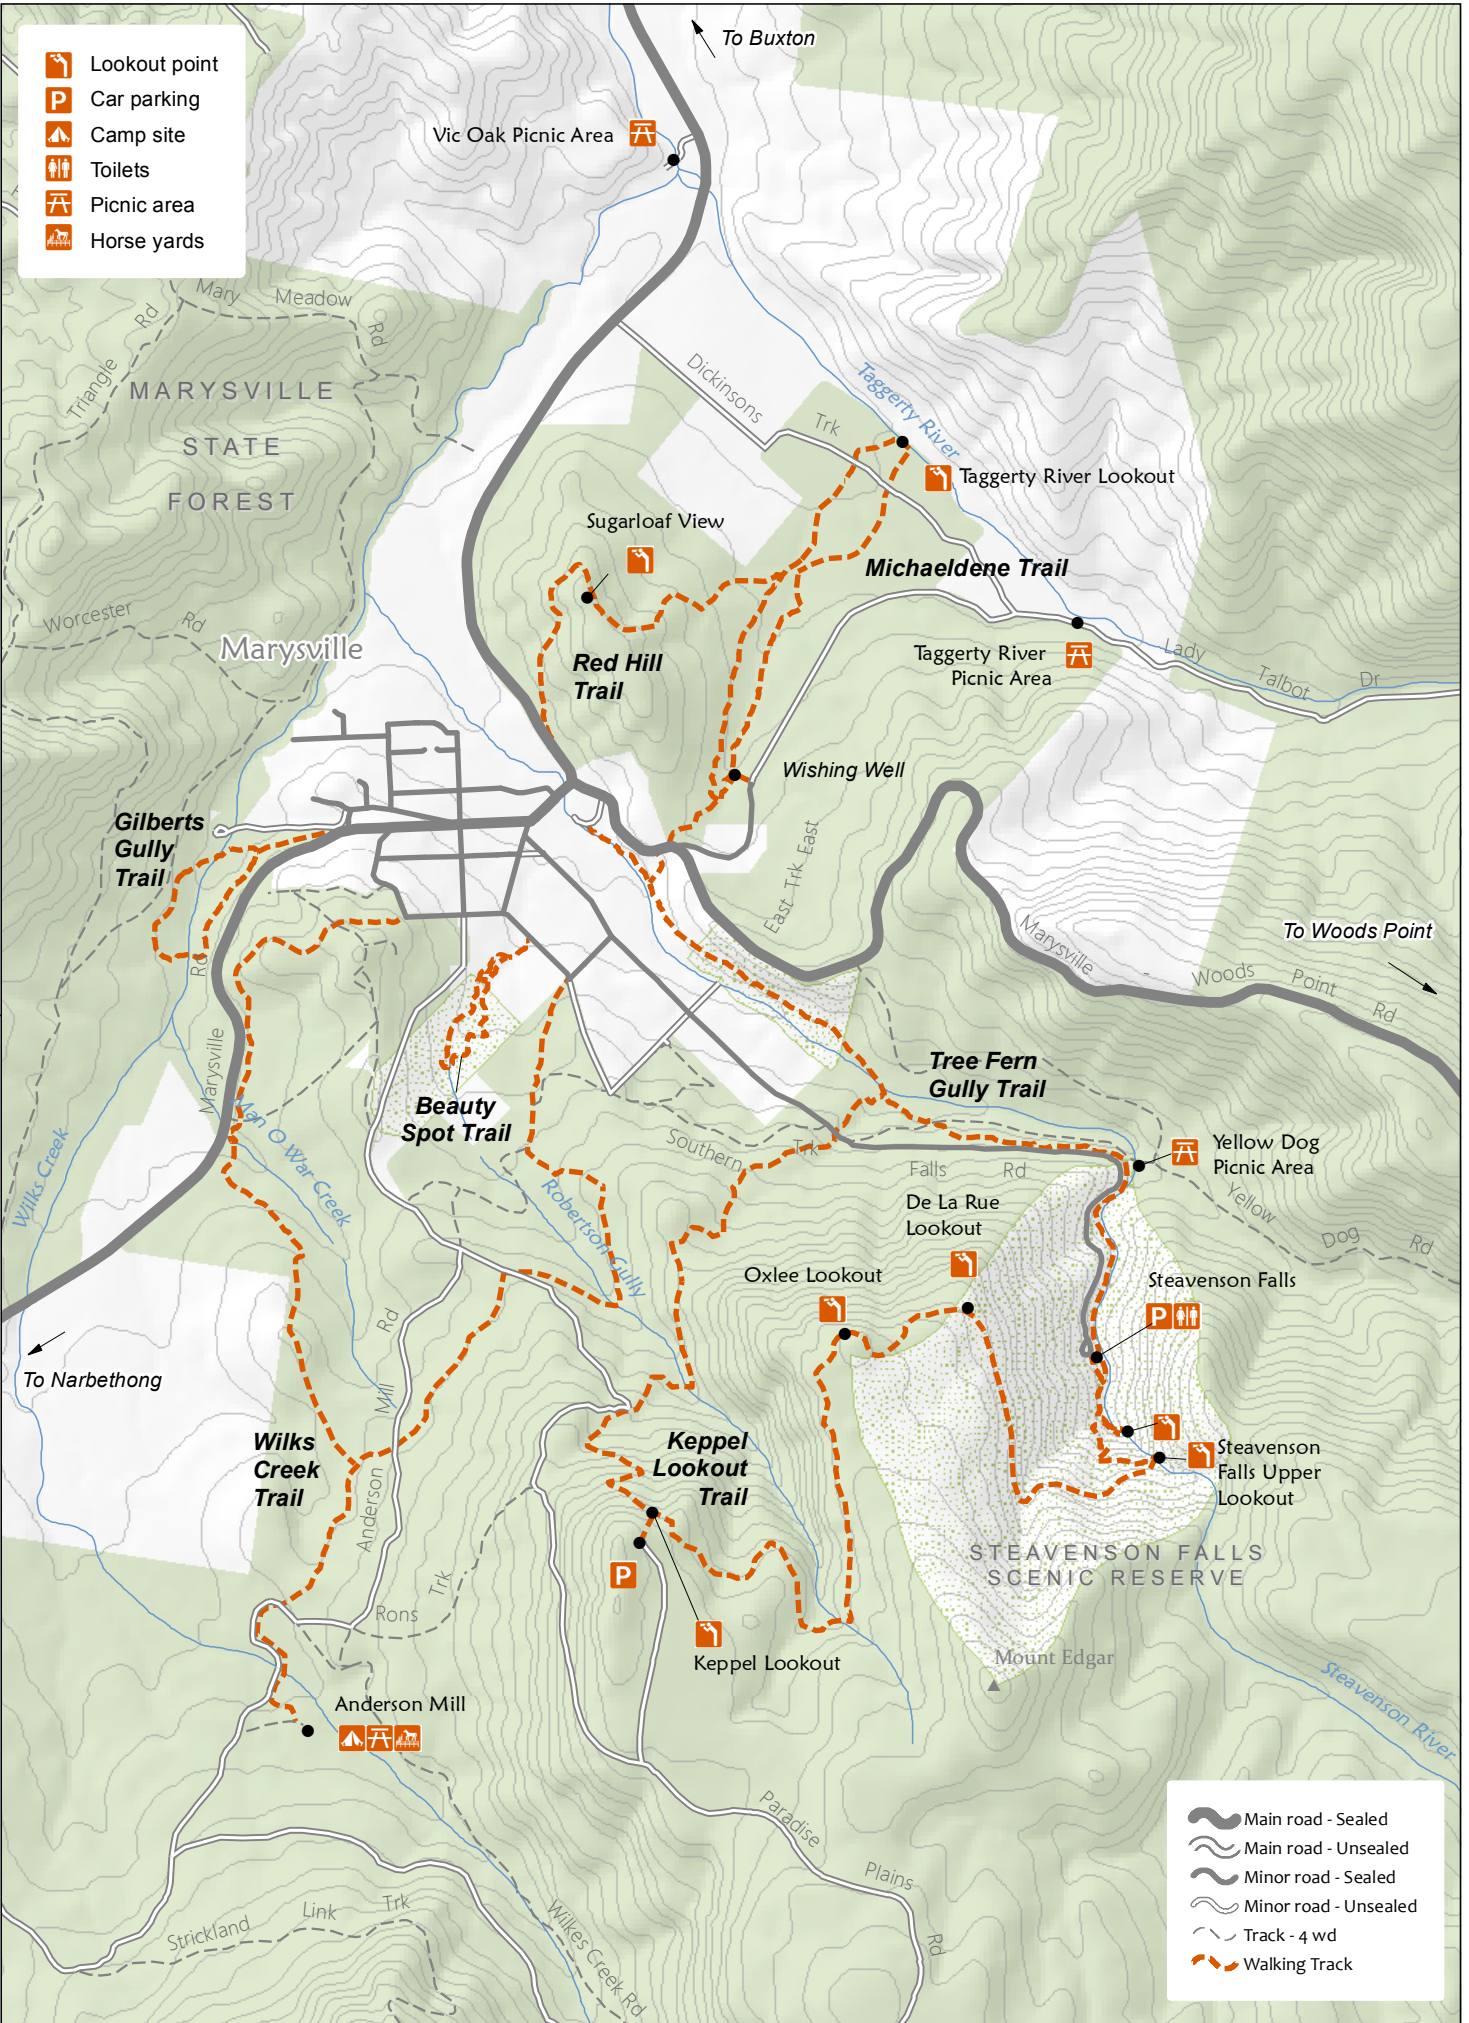 To Buxton
Lookout point
Car parking
Camp site
Toilets
Picnic area
Horse yards
Vic Oak Picnic Area
Mary Meadow Rd
Triangle Rd
MARYSVILLE
STATE
FOREST
Dickinsons Trk
Taggerty River
Taggerty River Lookout
Sugarloaf View
Michaeldene Trail
Worcester Rd
Marysville
Red Hill
Trail
Taggerty River
Picnic Area
Lady Talbot Dr
Wishing Well
Gilberts
Gully
Trail
East Trk East
To Woods Point
Marysville Woods Point Rd
Marysville Rd
Tree Fern
Gully Trail
Beauty
Spot Trail
Wilks Creek
Man O War Creek
Southern Trk
Falls Rd
Yellow Dog
Picnic Area
Yellow Dog Rd
Robertson Gully
De La Rue
Lookout
Oxlee Lookout
Steavenson Falls
P
To Narbethong
Anderson Mill Rd
Wilks
Creek
Trail
Keppel
Lookout
Trail
Steavenson
Falls Upper
Lookout
STEAVENSON FALLS
SCENIC RESERVE
P
Rons Trk
Keppel Lookout
Mount Edgar
Steavenson River
Anderson Mill
Paradise Plains Rd
Strickland Link Trk
Wilkes Creek Rd
Main road - Sealed
Main road - Unsealed
Minor road - Sealed
Minor road - Unsealed
Track - 4 wd
Walking Track